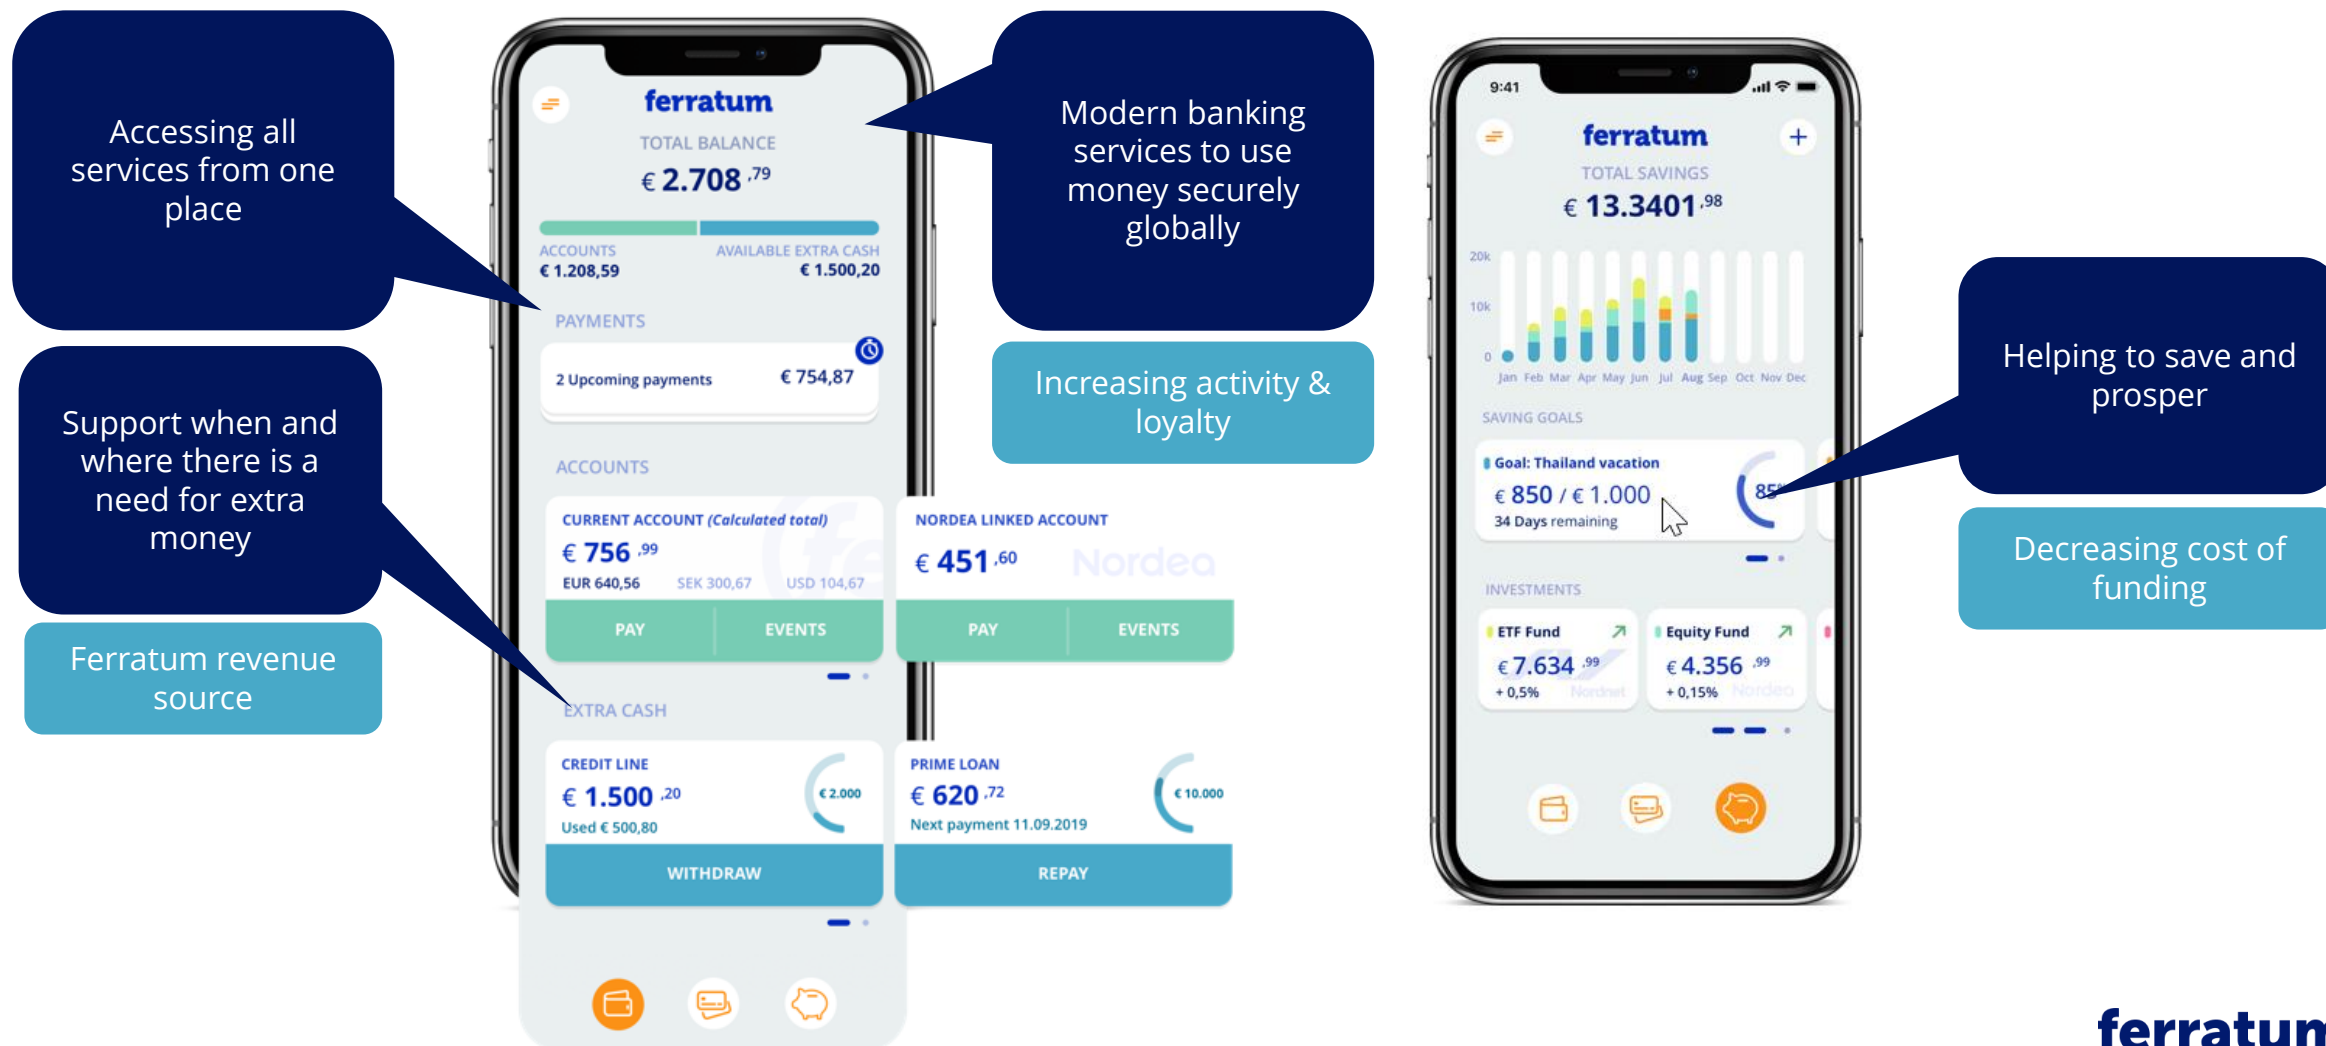 Accessing all
services from one
place
Support when and
where there is a
need for extra
money
Ferratum revenue
source
ferratum
TOTAL BALANCE
€ 2.708 ,79
ACCOUNTS AVAILABLE EXTRA CASH
€ 1.208,59 € 1.500,20
PAYMENTS
2 Upcoming payments € 754,87
ACCOUNTS
CURRENT ACCOUNT (Calculated total)
€ 756 ,99
EUR 640,56 SEK 300,67 USD 104,67
fe
PAY EVENTS
NORDEA LINKED ACCOUNT
€ 451 ,60
Nordea
PAY EVENTS
EXTRA CASH
CREDIT LINE
€ 1.500 ,20
€ 2.000
Used € 500,80
WITHDRAW
PRIME LOAN
€ 620 ,72
€ 10.000
Next payment 11.09.2019
REPAY
Modern banking
services to use
money securely
globally
Increasing activity &
loyalty
9:41
ferratum
+
TOTAL SAVINGS
€ 13.3401 ,98
20k
10k
0
Jan Feb Mar Apr May Jun Jul Aug Sep Oct Nov Dec
SAVING GOALS
Goal: Thailand vacation
€ 850 / € 1.000
34 Days remaining
85%
INVESTMENTS
ETF Fund
€ 7.634 ,99
+ 0,5% Nordnet
Equity Fund
€ 4.356 ,99
+ 0,15% Nordea
Helping to save and
prosper
Decreasing cost of
funding
ferratum